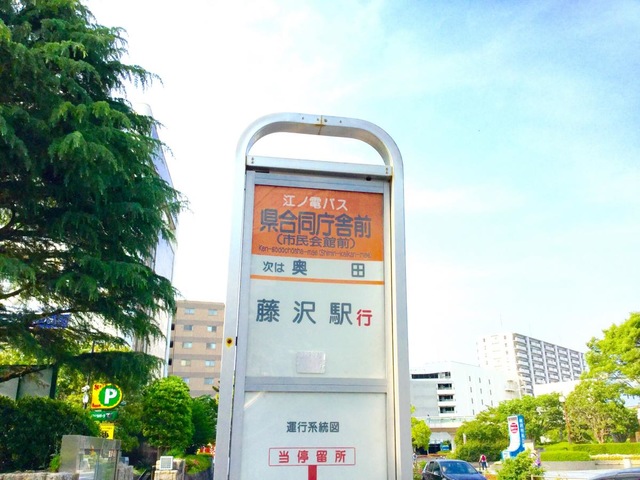 江ノ電バス
県合同庁舎前
(市民会館前)
次は 奥田
藤沢駅行
運行系統図
当停留所
P